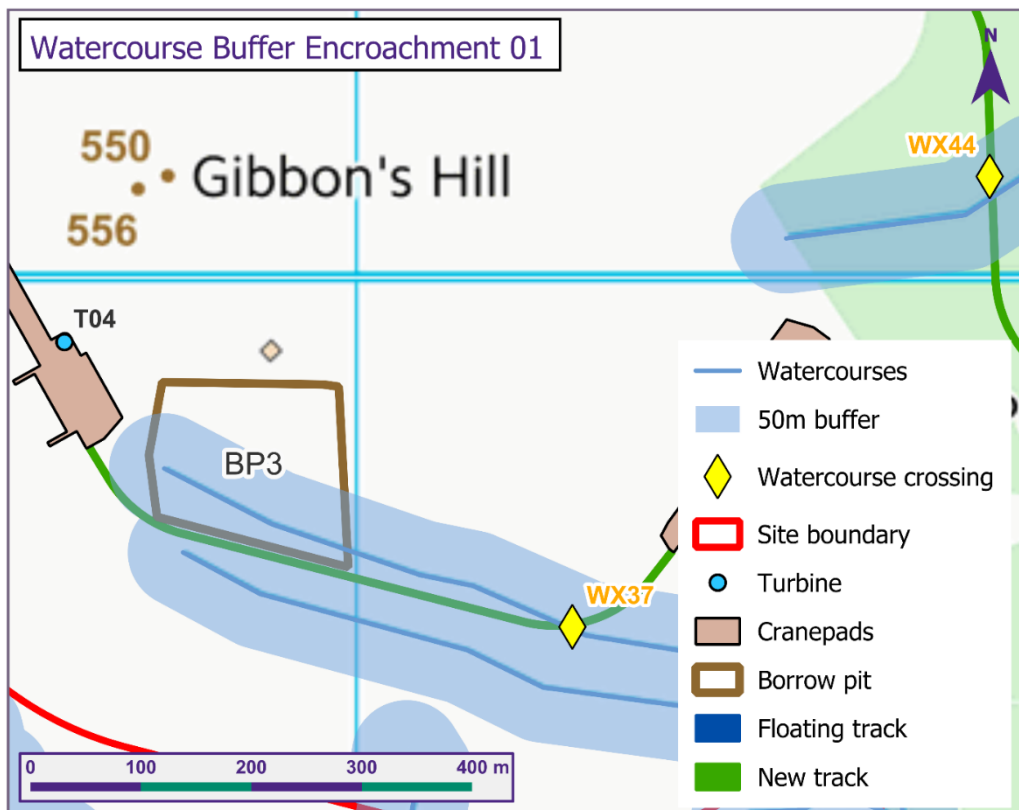 Watercourse Buffer Encroachment 01
N
550
Gibbon's Hill
556
WX44
T04
BP3
WX37
Watercourses
50m buffer
Watercourse crossing
Site boundary
Turbine
Cranepads
Borrow pit
Floating track
New track
0 100 200 300 400 m